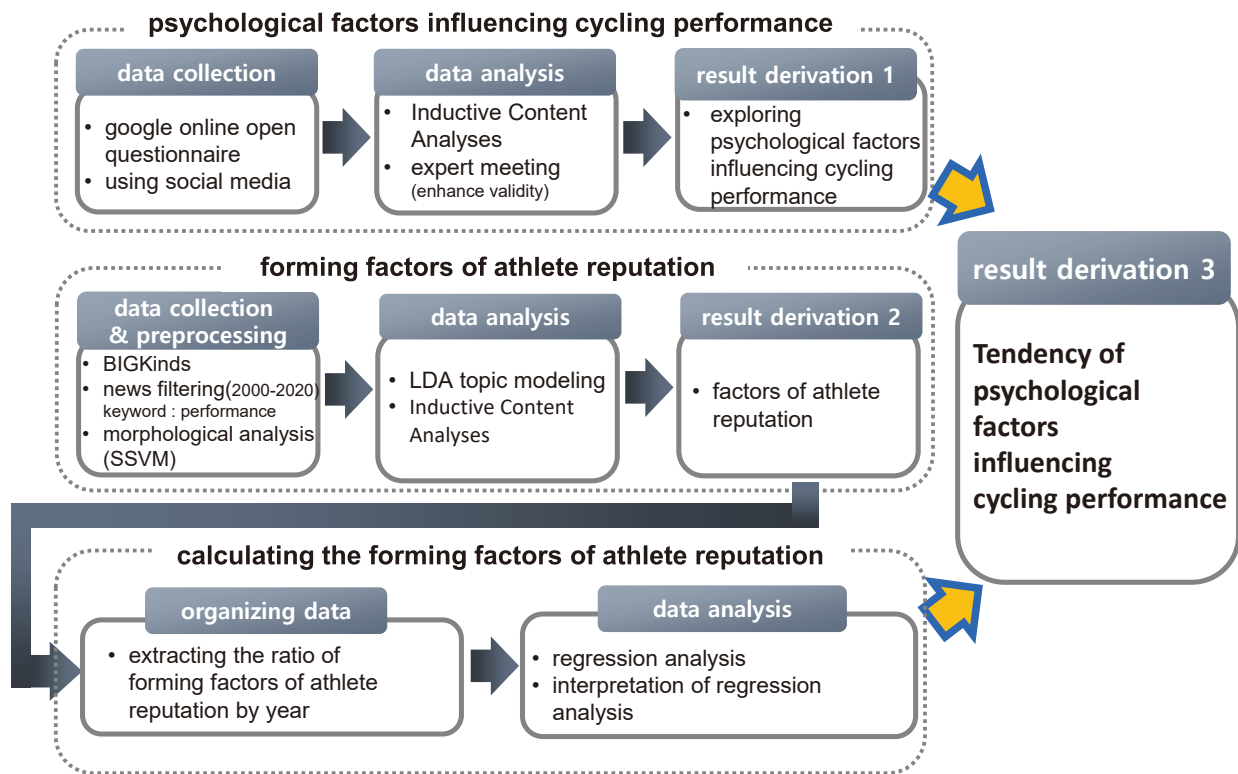 psychological factors influencing cycling performance
data collection
• google online open
questionnaire
• using social media
data analysis
• Inductive Content
Analyses
• expert meeting
(enhance validity)
result derivation 1
• exploring
psychological factors
influencing cycling
performance
forming factors of athlete reputation
data collection
& preprocessing
• BIGKinds
• news filtering(2000-2020)
keyword : performance
• morphological analysis
(SSVM)
data analysis
• LDA topic modeling
• Inductive Content
Analyses
result derivation 2
• factors of athlete
reputation
calculating the forming factors of athlete reputation
organizing data
• extracting the ratio of
forming factors of athlete
reputation by year
data analysis
• regression analysis
• interpretation of regression
analysis
result derivation 3
Tendency of
psychological
factors
influencing
cycling performance